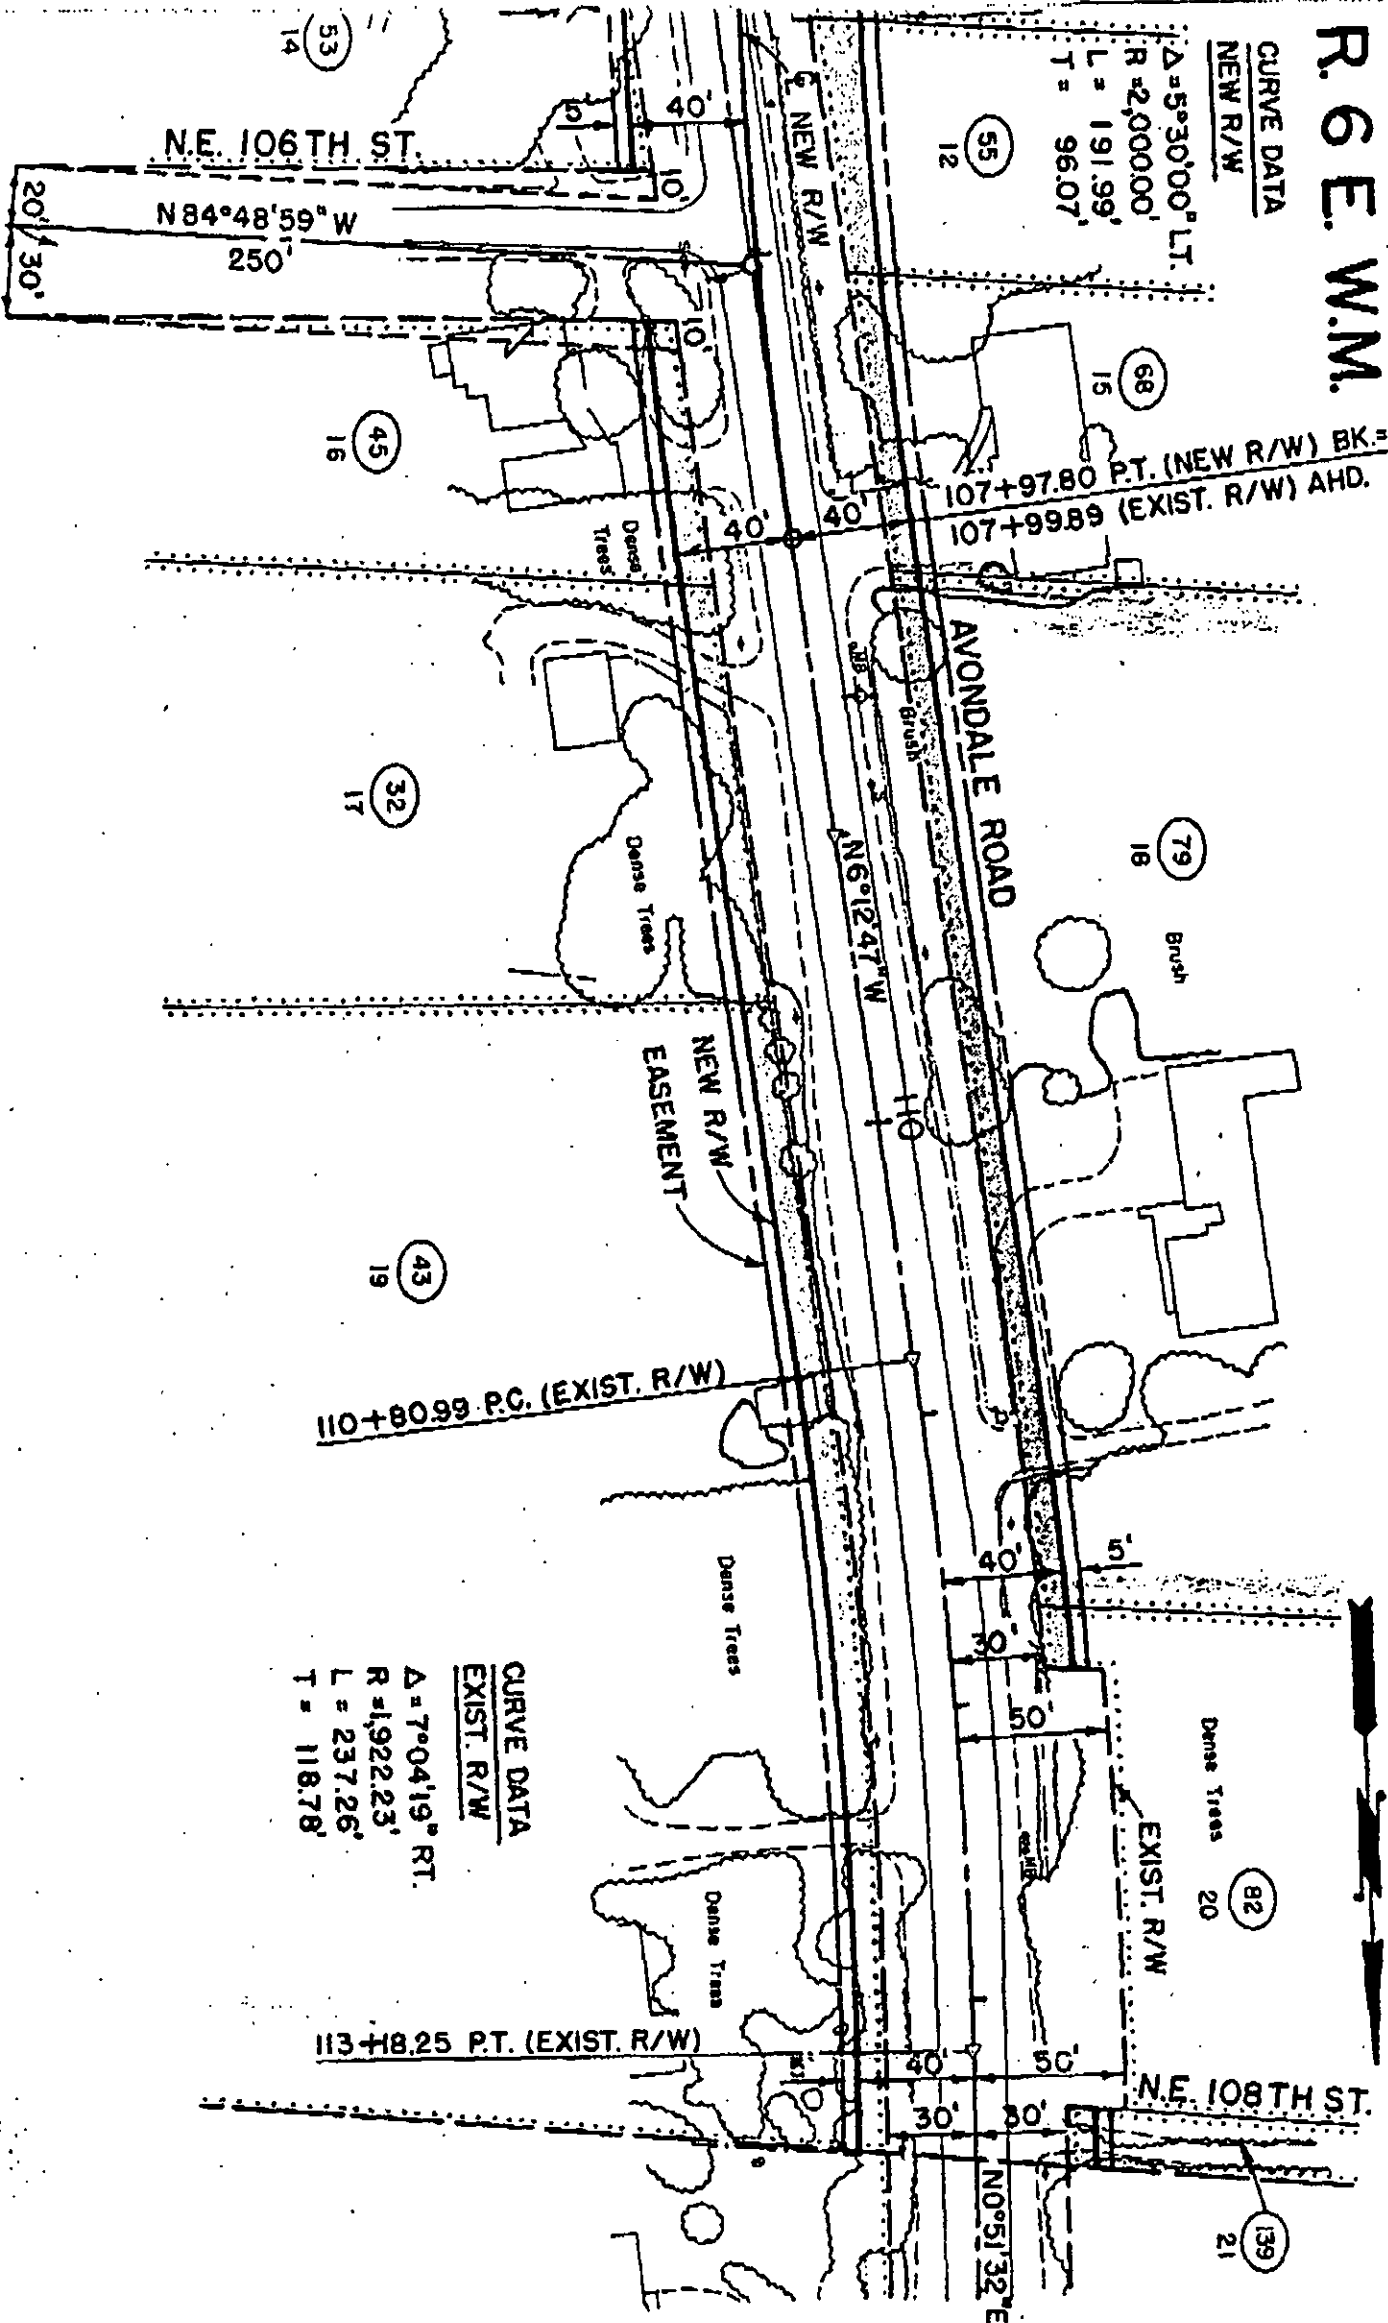 R. 6 E. W.M.
CURVE DATA
NEW R/W
Δ=5°30'00" LT.
R=2,000.00'
L = 191.99'
T = 96.07'
53
14
55
12
68
15
N.E. 106TH ST.
N 84°48'59" W
250'
20'
30'
5'
40'
10'
10'
℄ NEW R/W
45
16
107+97.80 P.T. (NEW R/W) BK.=
107+99.89 (EXIST. R/W) AHD.
40'
40'
Dense
Trees
AVONDALE ROAD
MB
Brush
32
17
79
18
Brush
Dense Trees
N6°12'47"W
NEW R/W
EASEMENT
43
19
110+80.99 P.C. (EXIST. R/W)
40'
5'
30'
50'
Dense Trees
CURVE DATA
EXIST. R/W
Δ=7°04'19" RT.
R=1,922.23'
L = 237.26'
T = 118.78'
Dense Trees
82
20
EXIST. R/W
MB
Dense Trees
113+18.25 P.T. (EXIST. R/W)
40'
50'
N.E. 108TH ST.
30'
30'
N0°51'32"E
139
21